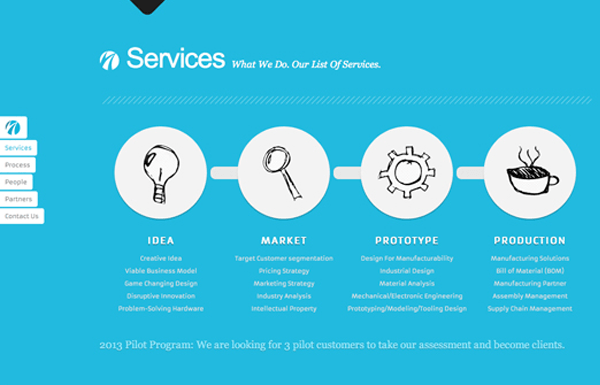 Services What We Do. Our List Of Services.
Services
Process
People
Partners
Contact Us
IDEA
Creative Idea
Viable Business Model
Game Changing Design
Disruptive Innovation
Problem-Solving Hardware
MARKET
Target Customer segmentation
Pricing Strategy
Marketing Strategy
Industry Analysis
Intellectual Property
PROTOTYPE
Design For Manufacturability
Industrial Design
Material Analysis
Mechanical/Electronic Engineering
Prototyping/Modeling/Tooling Design
PRODUCTION
Manufacturing Solutions
Bill of Material (BOM)
Manufacturing Partner
Assembly Management
Supply Chain Management
2013 Pilot Program: We are looking for 3 pilot customers to take our assessment and become clients.